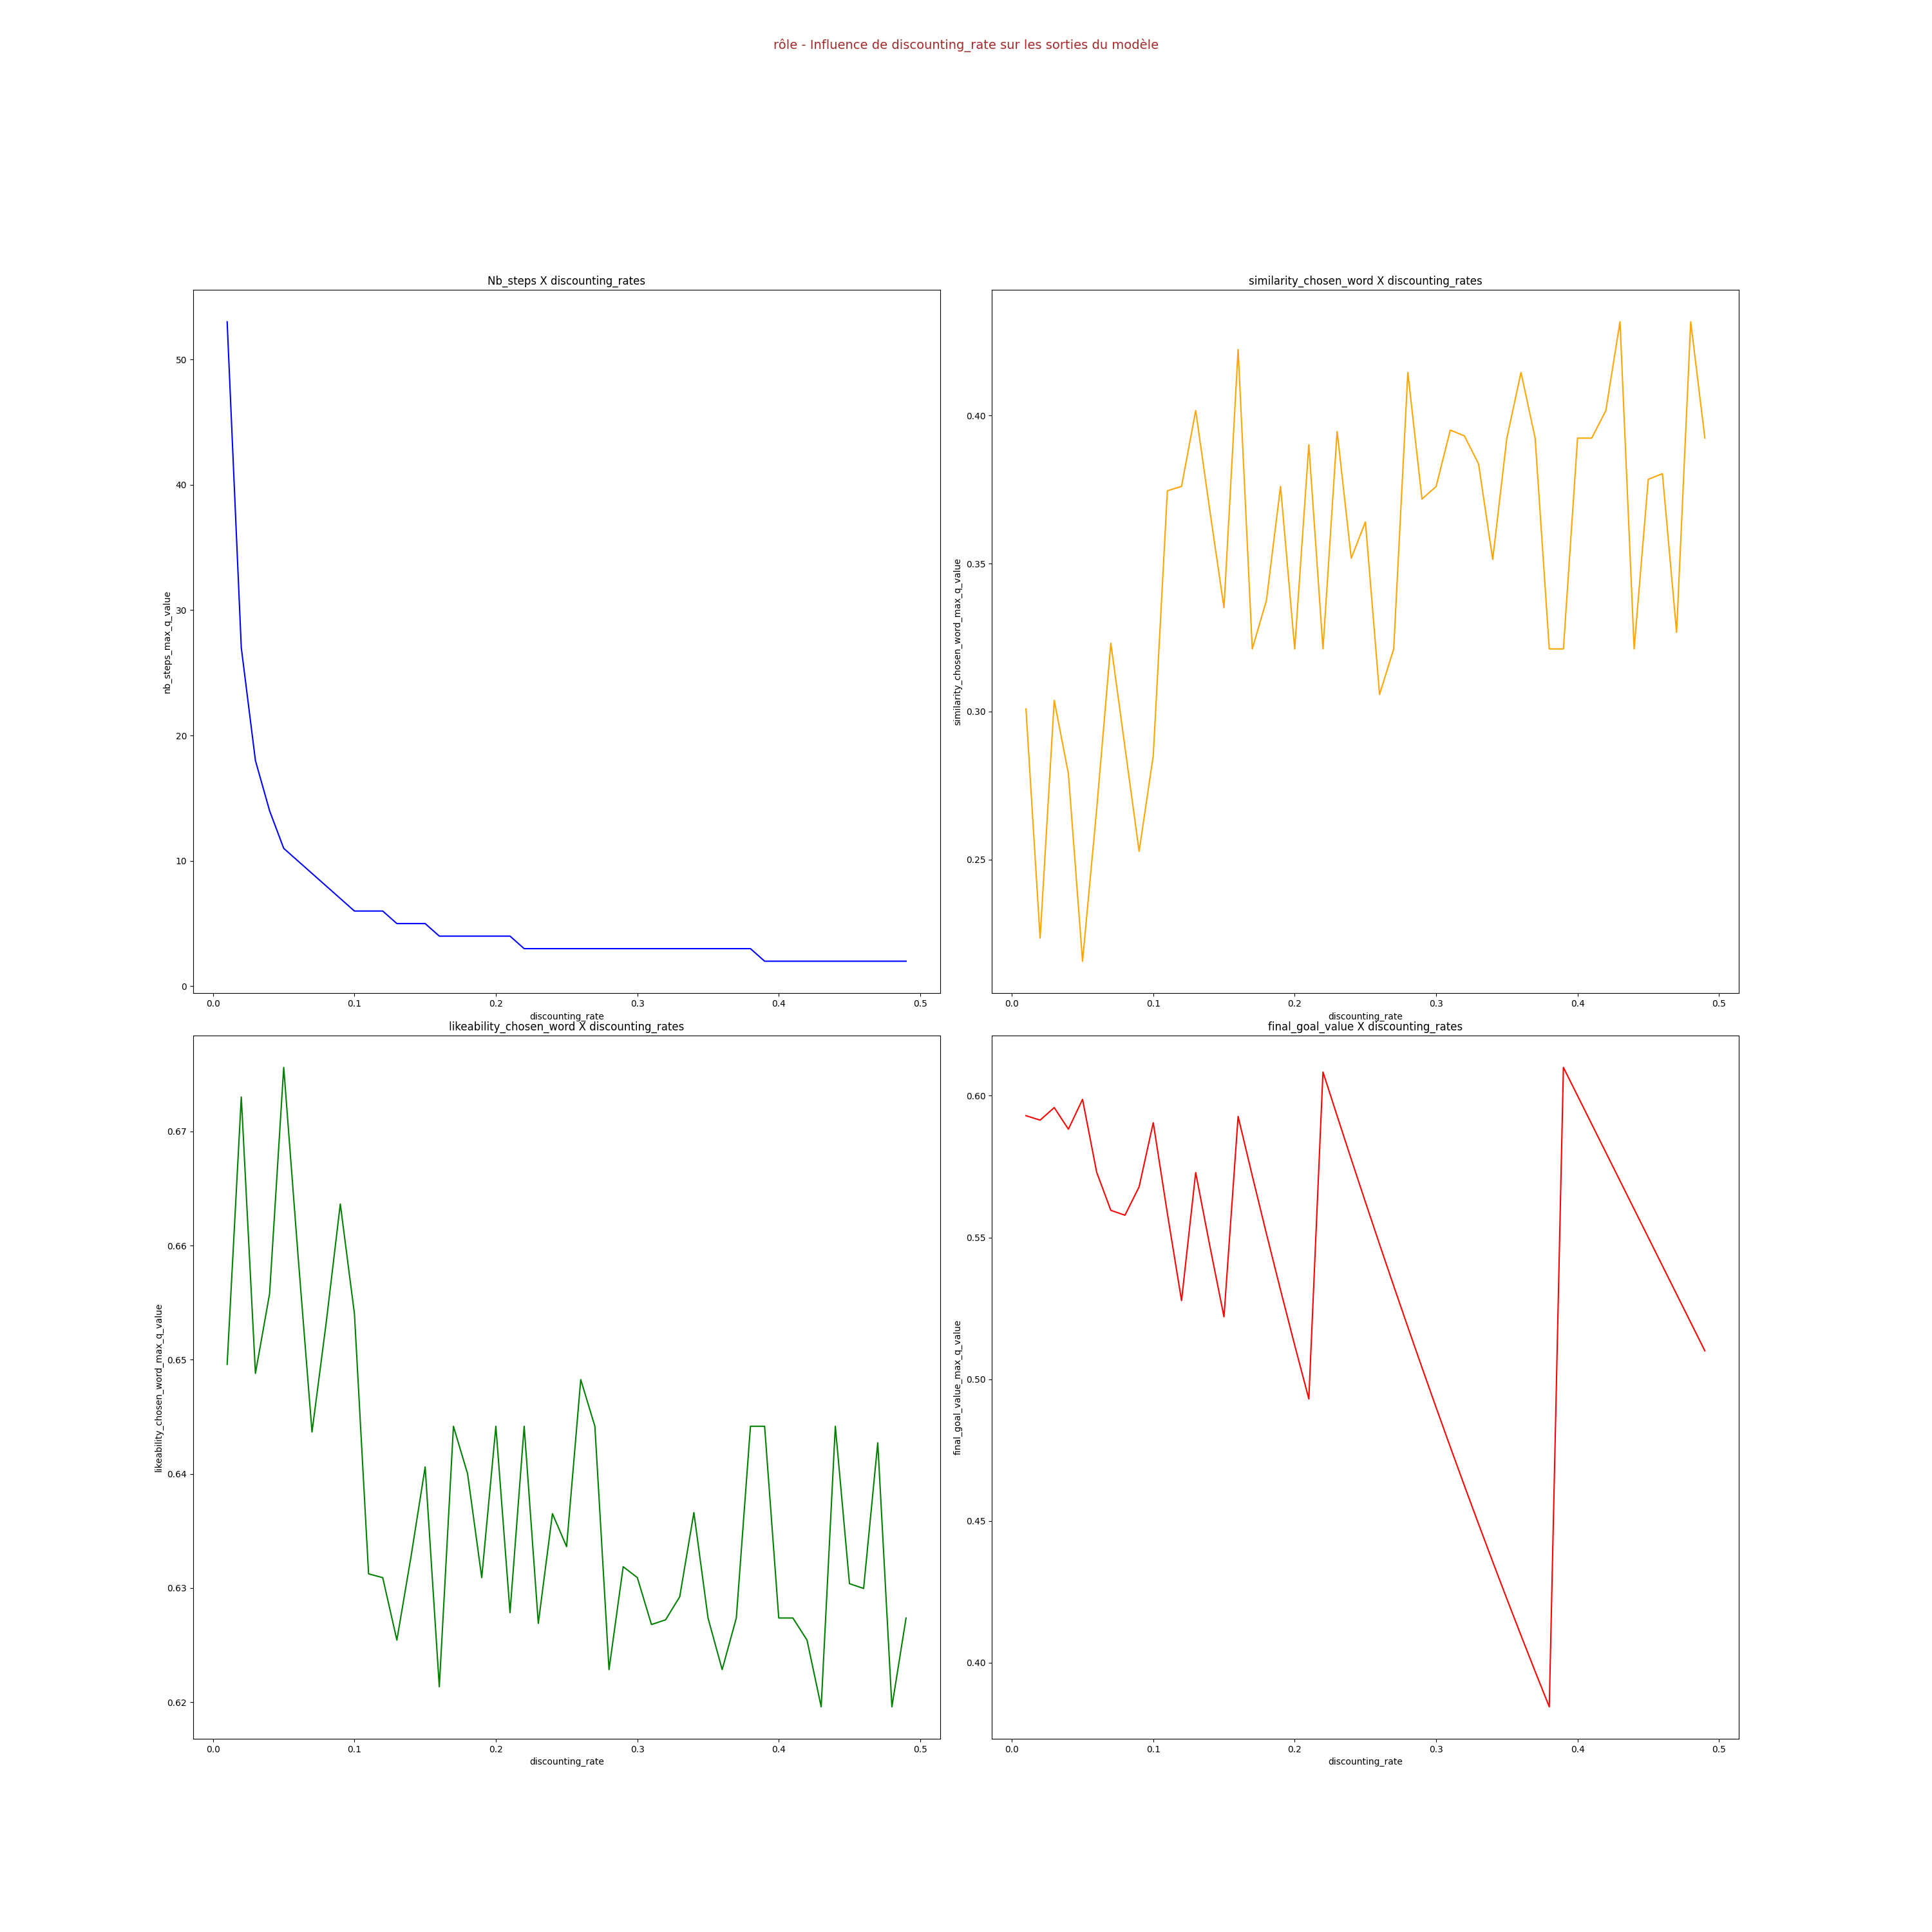 rôle - Influence de discounting_rate sur les sorties du modèle
Nb_steps X discounting_rates
nb_steps_max_q_value
50
40
30
20
10
0
0.0 0.1 0.2 0.3 0.4 0.5
discounting_rate
similarity_chosen_word X discounting_rates
similarity_chosen_word_max_q_value
0.40
0.35
0.30
0.25
0.0 0.1 0.2 0.3 0.4 0.5
discounting_rate
likeability_chosen_word X discounting_rates
likeability_chosen_word_max_q_value
0.67
0.66
0.65
0.64
0.63
0.62
0.0 0.1 0.2 0.3 0.4 0.5
discounting_rate
final_goal_value X discounting_rates
final_goal_value_max_q_value
0.60
0.55
0.50
0.45
0.40
0.0 0.1 0.2 0.3 0.4 0.5
discounting_rate